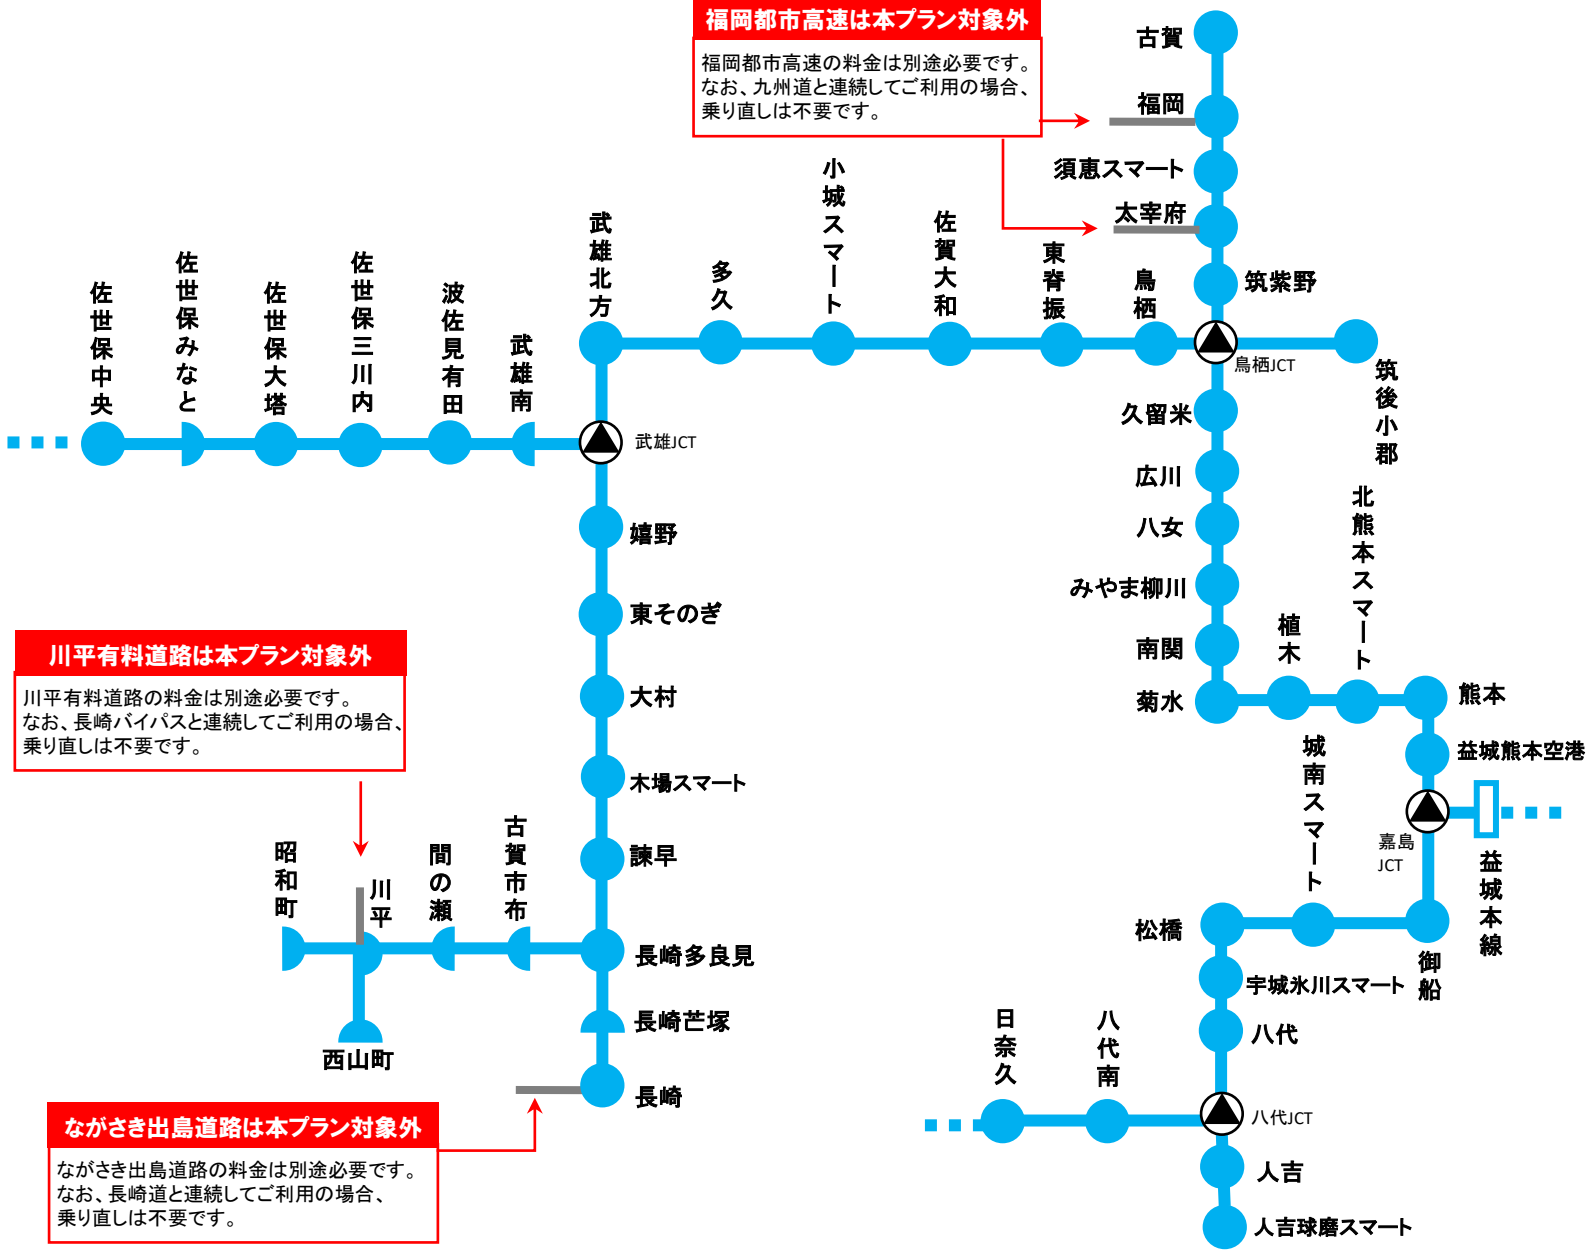 福岡都市高速は本プラン対象外
福岡都市高速の料金は別途必要です。
なお、九州道と連続してご利用の場合、
乗り直しは不要です。
古賀
福岡
須恵スマート
太宰府
筑紫野
鳥栖JCT
筑後小郡
鳥栖
東脊振
佐賀大和
小城スマート
多久
武雄北方
武雄JCT
武雄南
波佐見有田
佐世保三川内
佐世保大塔
佐世保みなと
佐世保中央
嬉野
東そのぎ
大村
木場スマート
諫早
長崎多良見
長崎芒塚
長崎
古賀市布
間の瀬
川平
昭和町
西山町
川平有料道路は本プラン対象外
川平有料道路の料金は別途必要です。
なお、長崎バイパスと連続してご利用の場合、
乗り直しは不要です。
ながさき出島道路は本プラン対象外
ながさき出島道路の料金は別途必要です。
なお、長崎道と連続してご利用の場合、
乗り直しは不要です。
久留米
広川
八女
みやま柳川
南関
菊水
植木
北熊本スマート
熊本
益城熊本空港
嘉島
JCT
益城本線
御船
城南スマート
松橋
宇城氷川スマート
八代
八代JCT
八代南
日奈久
人吉
人吉球磨スマート